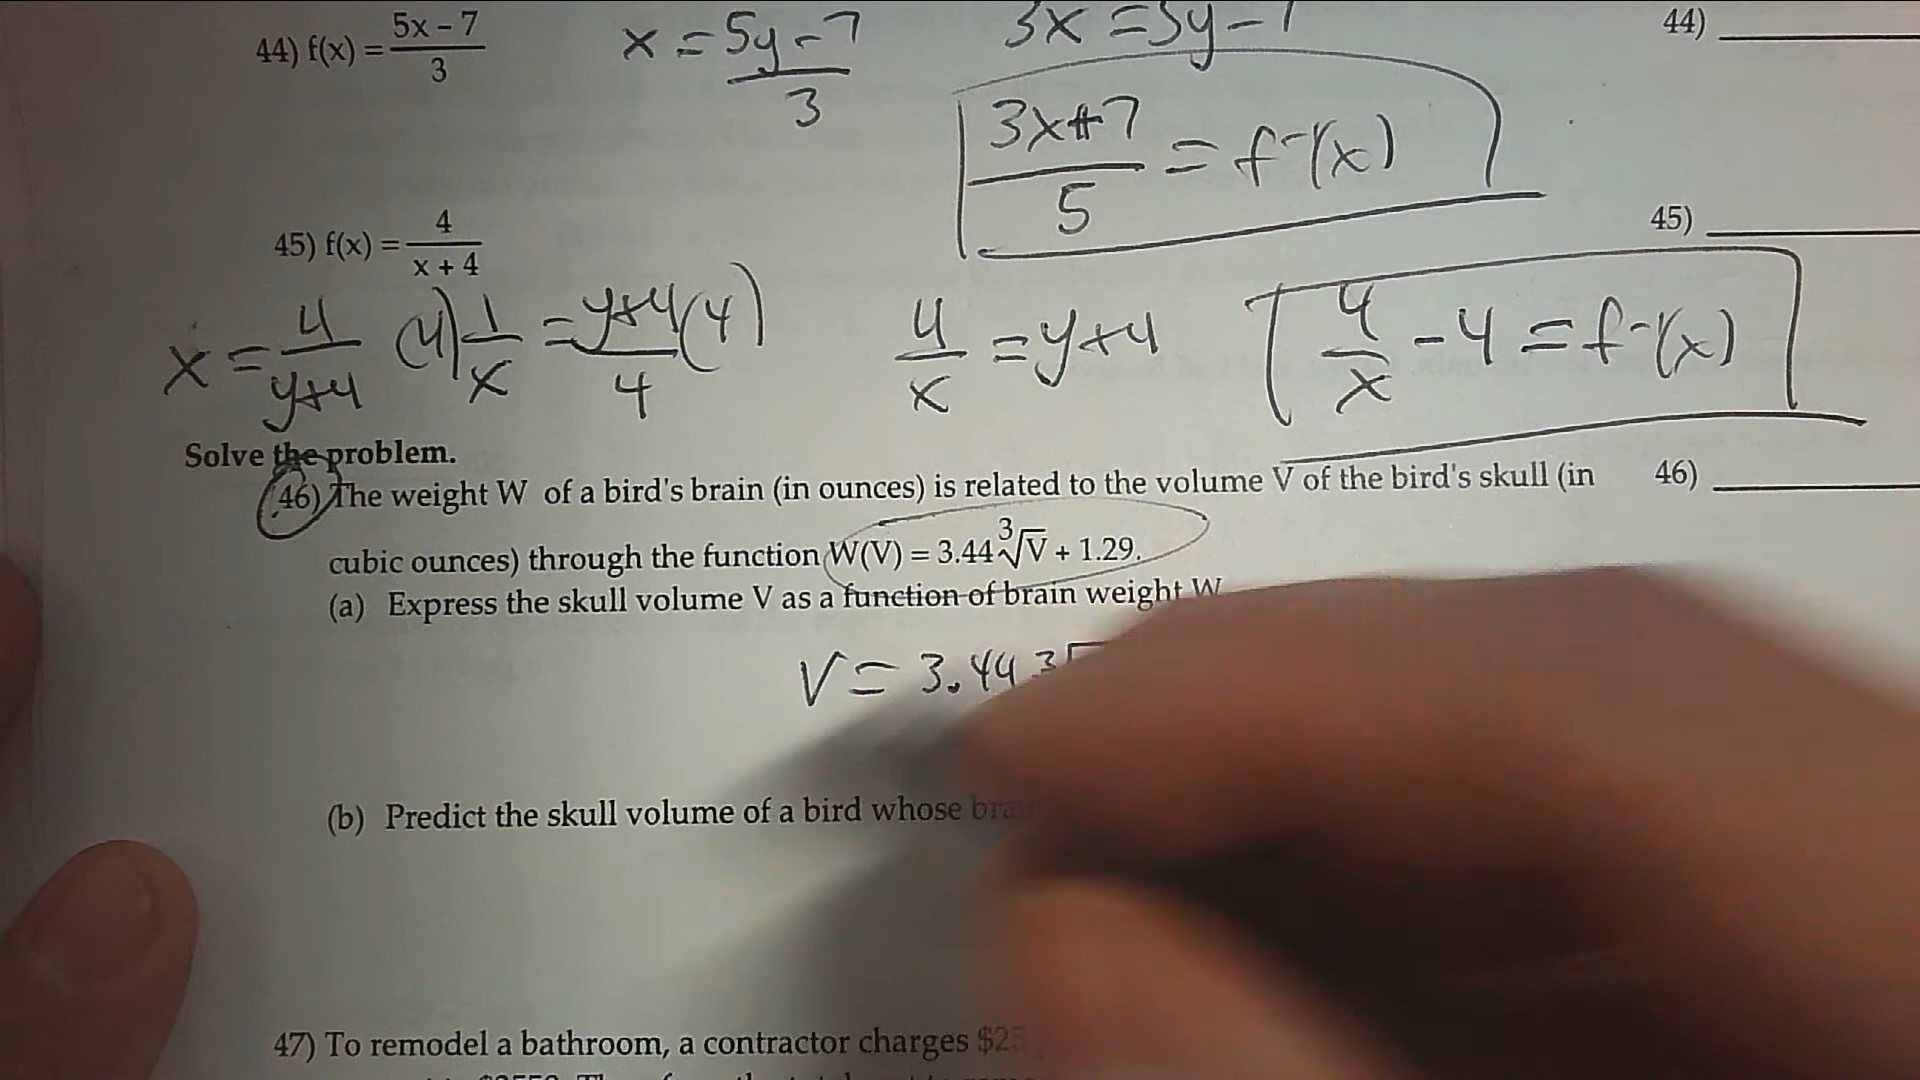 44) f(x) = (5x - 7)/3 x = (5y - 7)/3 3x = 5y - 7 44)
(3x + 7)/5 = f⁻¹(x)
45) f(x) = 4/(x + 4) 45)
x = 4/(y+4) (4) 1/x = (y+4)/4 (4) 4/x = y+4 4/x - 4 = f⁻¹(x)
Solve the problem.
46) The weight W of a bird's brain (in ounces) is related to the volume V of the bird's skull (in 46)
cubic ounces) through the function W(V) = 3.44 ∛V + 1.29.
(a) Express the skull volume V as a function of brain weight W
V = 3.44 3√
(b) Predict the skull volume of a bird whose
47) To remodel a bathroom, a contractor charges $25